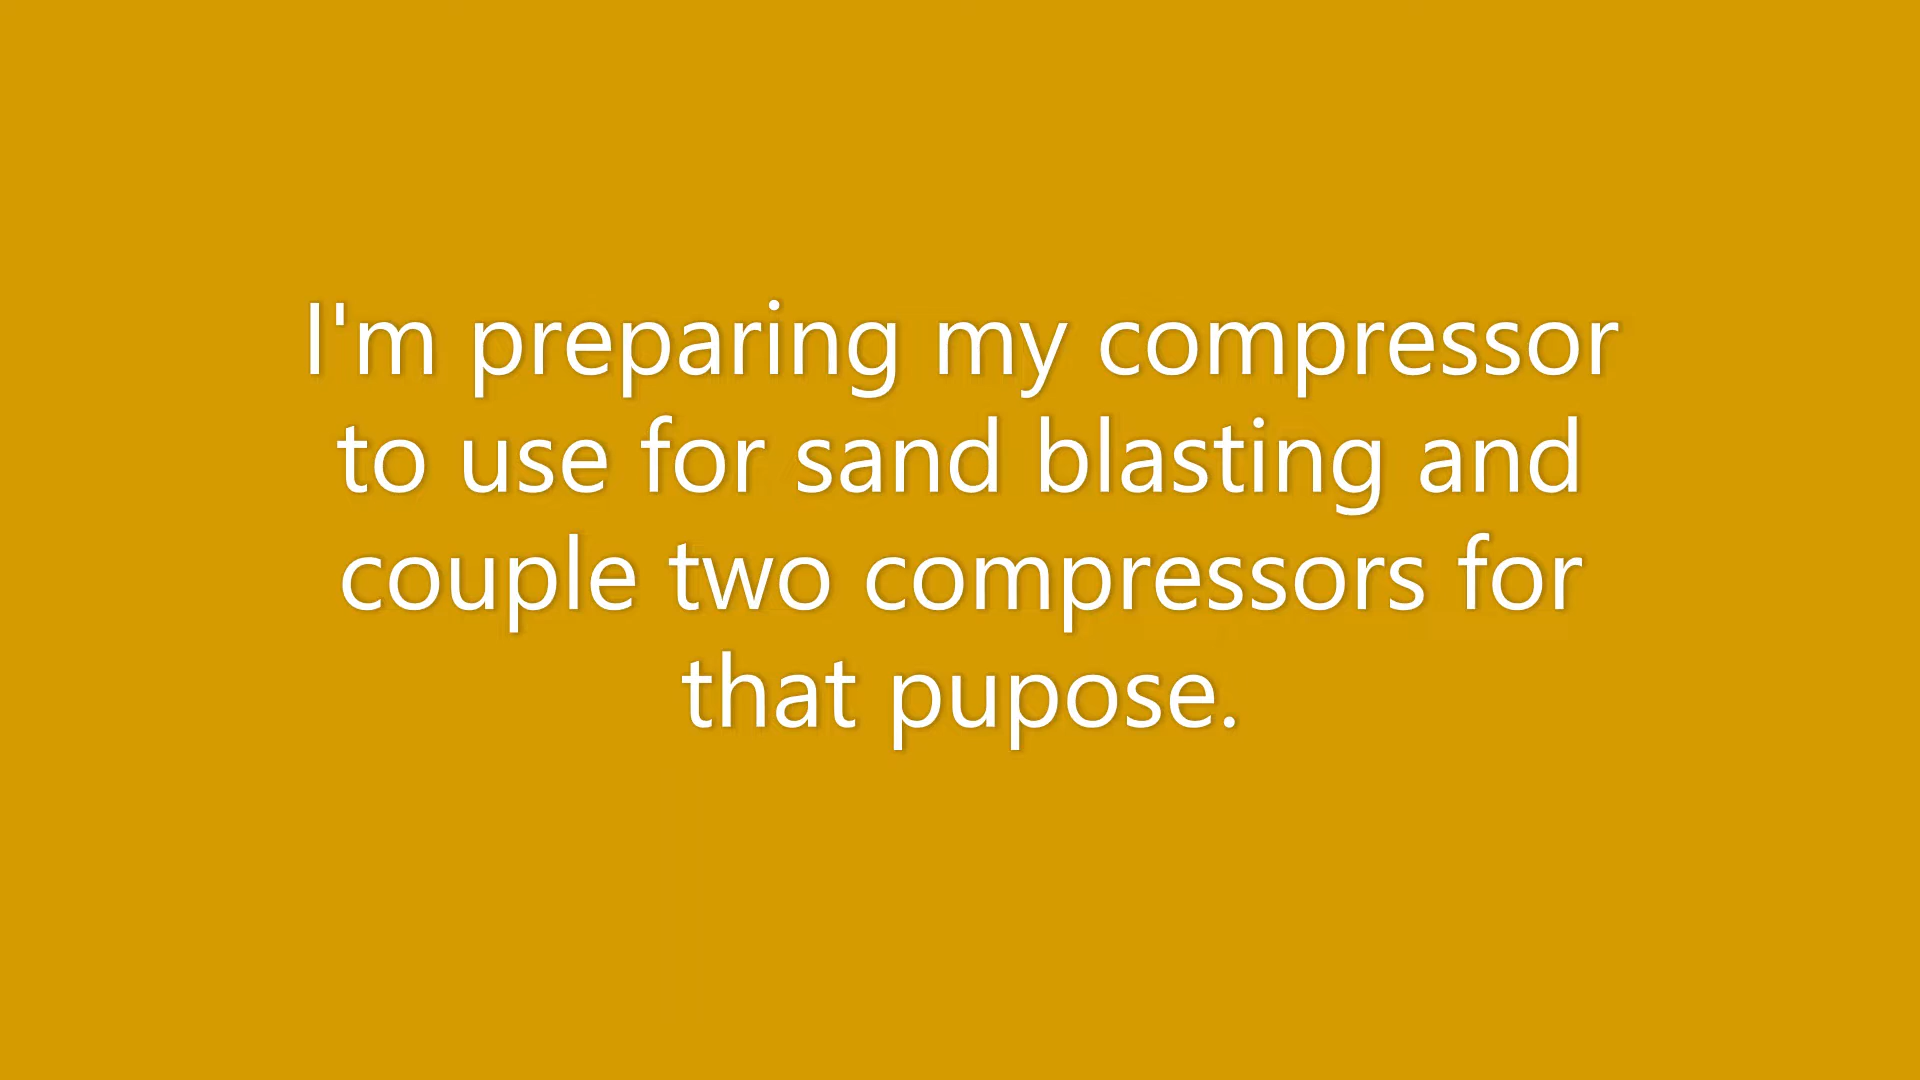 I'm preparing my compressor
to use for sand blasting and
couple two compressors for
that pupose.